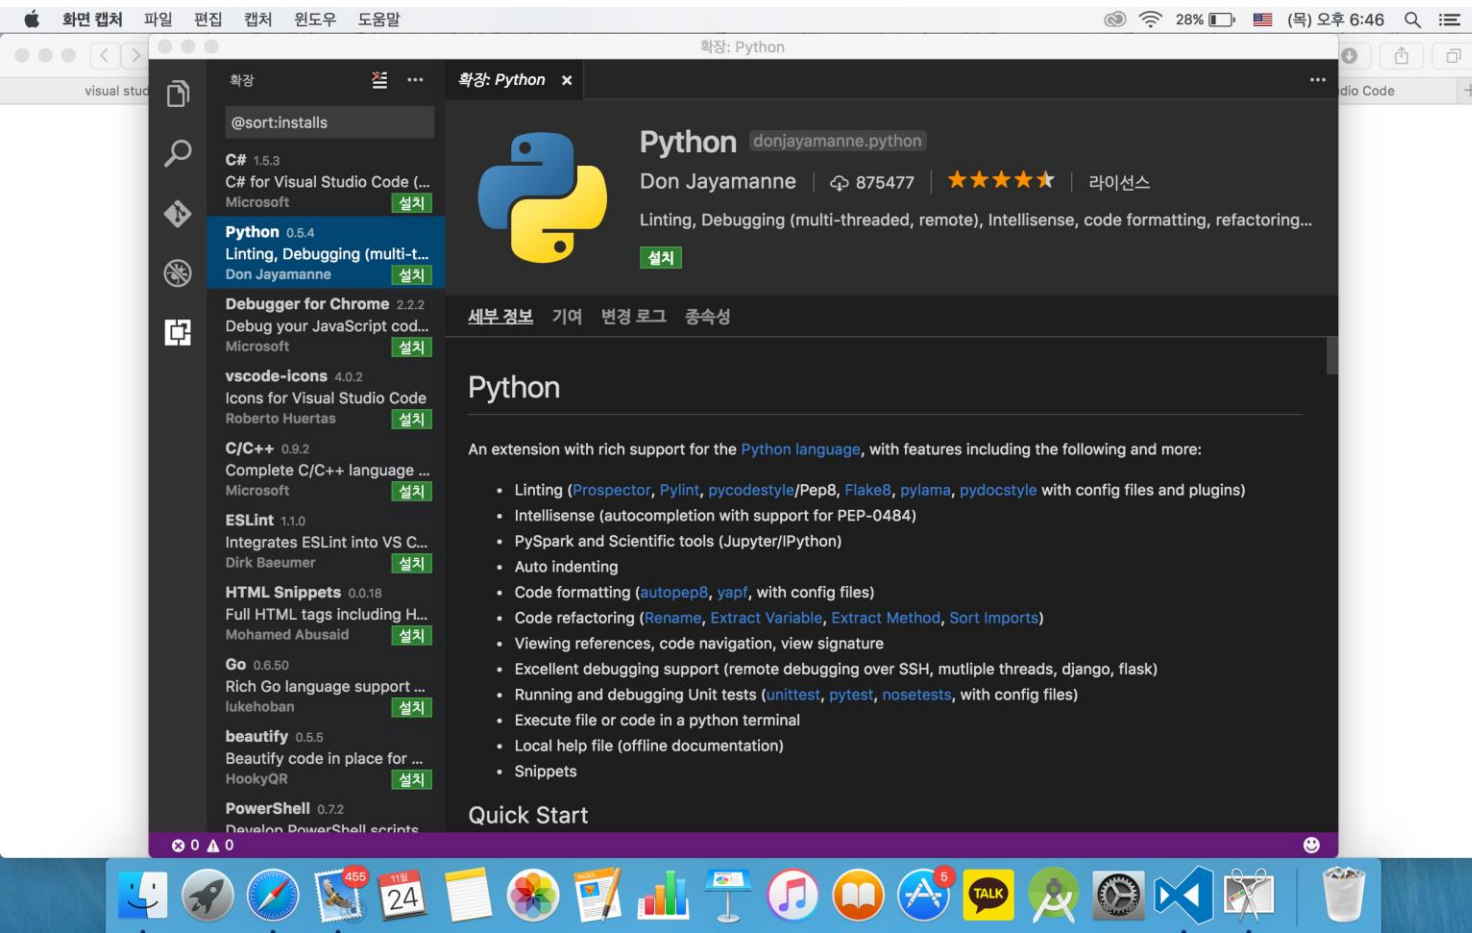 화면 캡처 파일 편집 캡처 윈도우 도움말 28% (목) 오후 6:46
확장: Python
visual stud
dio Code
확장
확장: Python
@sort:installs
C# 1.5.3
C# for Visual Studio Code (...
Microsoft 설치
Python 0.5.4
Linting, Debugging (multi-t...
Don Jayamanne 설치
Debugger for Chrome 2.2.2
Debug your JavaScript cod...
Microsoft 설치
vscode-icons 4.0.2
Icons for Visual Studio Code
Roberto Huertas 설치
C/C++ 0.9.2
Complete C/C++ language ...
Microsoft 설치
ESLint 1.1.0
Integrates ESLint into VS C...
Dirk Baeumer 설치
HTML Snippets 0.0.18
Full HTML tags including H...
Mohamed Abusaid 설치
Go 0.6.50
Rich Go language support ...
lukehoban 설치
beautify 0.5.5
Beautify code in place for ...
HookyQR 설치
PowerShell 0.7.2
Develop PowerShell scripts
Python donjayamanne.python
Don Jayamanne 875477 라이선스
Linting, Debugging (multi-threaded, remote), Intellisense, code formatting, refactoring...
설치
세부 정보 기여 변경 로그 종속성
Python
An extension with rich support for the Python language, with features including the following and more:
• Linting (Prospector, Pylint, pycodestyle/Pep8, Flake8, pylama, pydocstyle with config files and plugins)
• Intellisense (autocompletion with support for PEP-0484)
• PySpark and Scientific tools (Jupyter/IPython)
• Auto indenting
• Code formatting (autopep8, yapf, with config files)
• Code refactoring (Rename, Extract Variable, Extract Method, Sort Imports)
• Viewing references, code navigation, view signature
• Excellent debugging support (remote debugging over SSH, mutliple threads, django, flask)
• Running and debugging Unit tests (unittest, pytest, nosetests, with config files)
• Execute file or code in a python terminal
• Local help file (offline documentation)
• Snippets
Quick Start
0 0
455
11월
24
5
TALK